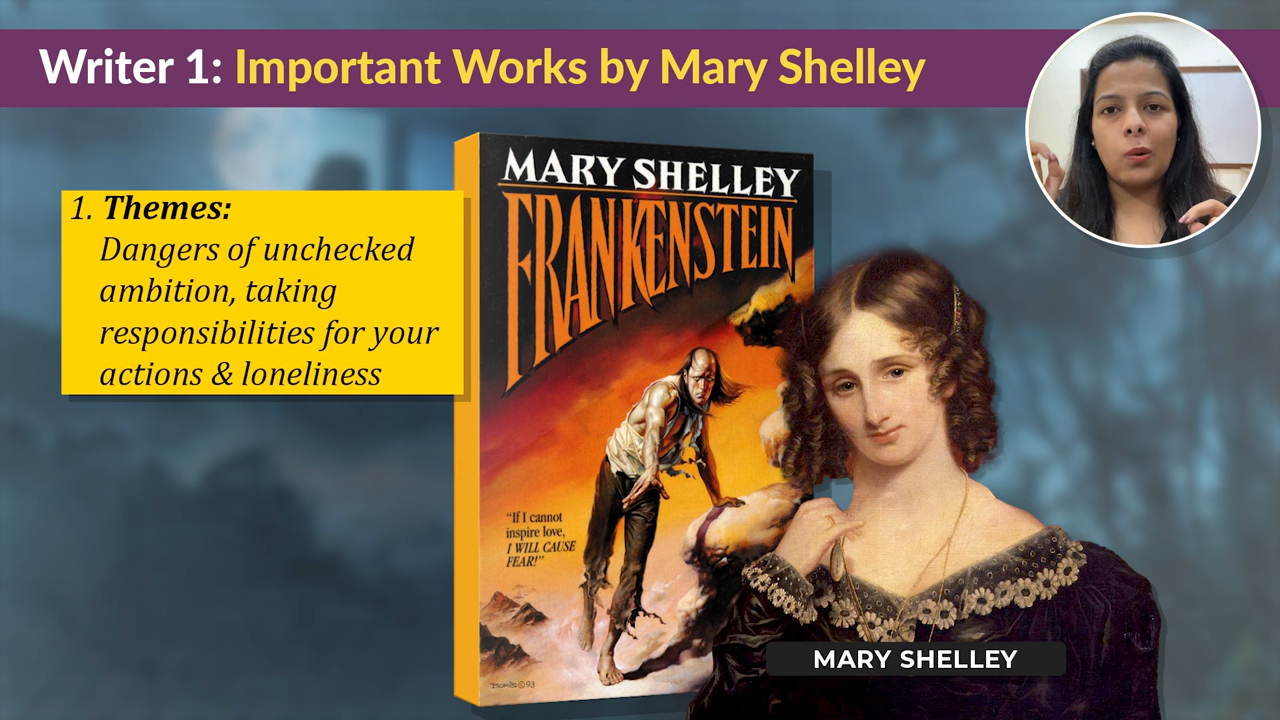 Writer 1: Important Works by Mary Shelley
1. Themes:
Dangers of unchecked
ambition, taking
responsibilities for your
actions & loneliness
MARY SHELLEY
FRANKENSTEIN
“If I cannot
inspire love,
I WILL CAUSE
FEAR!”
©93
MARY SHELLEY